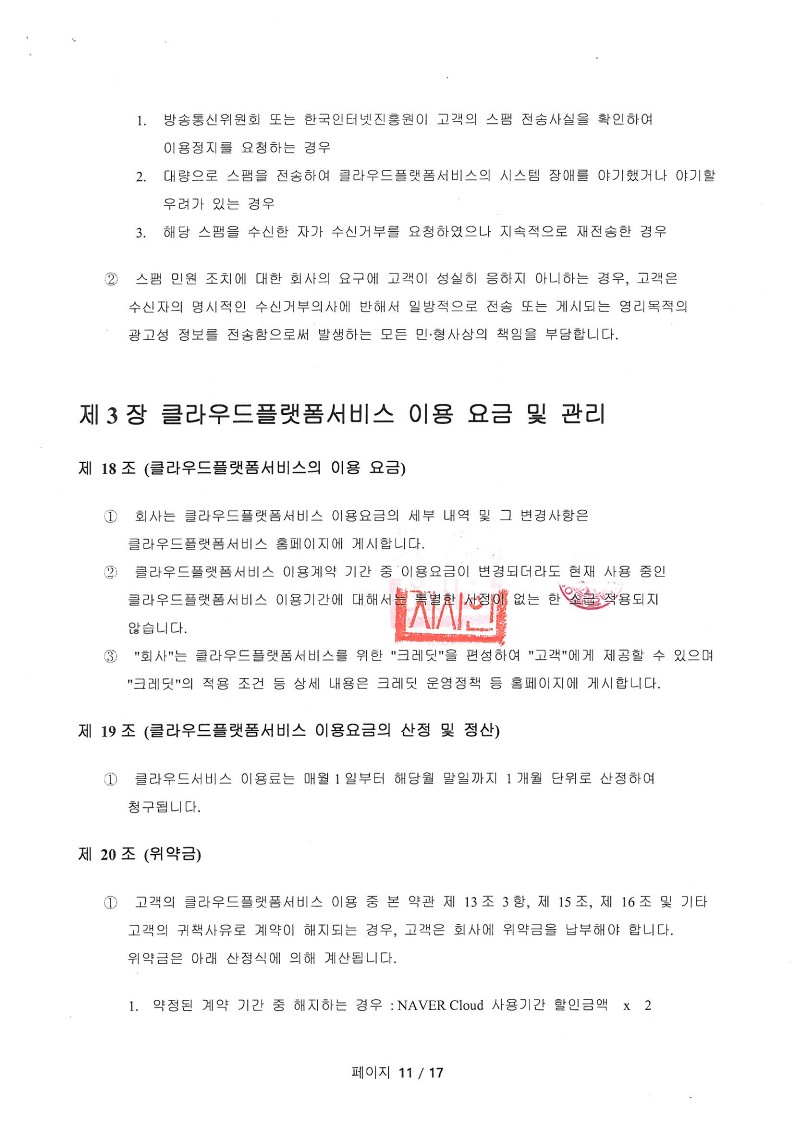 1. 방송통신위원회 또는 한국인터넷진흥원이 고객의 스팸 전송사실을 확인하여
이용정지를 요청하는 경우
2. 대량으로 스팸을 전송하여 클라우드플랫폼서비스의 시스템 장애를 야기했거나 야기할
우려가 있는 경우
3. 해당 스팸을 수신한 자가 수신거부를 요청하였으나 지속적으로 재전송한 경우
② 스팸 민원 조치에 대한 회사의 요구에 고객이 성실히 응하지 아니하는 경우, 고객은
수신자의 명시적인 수신거부의사에 반해서 일방적으로 전송 또는 게시되는 영리목적의
광고성 정보를 전송함으로써 발생하는 모든 민·형사상의 책임을 부담합니다.
제 3 장 클라우드플랫폼서비스 이용 요금 및 관리
제 18 조 (클라우드플랫폼서비스의 이용 요금)
① 회사는 클라우드플랫폼서비스 이용요금의 세부 내역 및 그 변경사항은
클라우드플랫폼서비스 홈페이지에 게시합니다.
② 클라우드플랫폼서비스 이용계약 기간 중 이용요금이 변경되더라도 현재 사용 중인
클라우드플랫폼서비스 이용기간에 대해서는 특별한 사정이 없는 한 소급 적용되지
않습니다.
③ "회사"는 클라우드플랫폼서비스를 위한 "크레딧"을 편성하여 "고객"에게 제공할 수 있으며
"크레딧"의 적용 조건 등 상세 내용은 크레딧 운영정책 등 홈페이지에 게시합니다.
제 19 조 (클라우드플랫폼서비스 이용요금의 산정 및 정산)
① 클라우드서비스 이용료는 매월 1 일부터 해당월 말일까지 1 개월 단위로 산정하여
청구됩니다.
제 20 조 (위약금)
① 고객의 클라우드플랫폼서비스 이용 중 본 약관 제 13 조 3 항, 제 15 조, 제 16 조 및 기타
고객의 귀책사유로 계약이 해지되는 경우, 고객은 회사에 위약금을 납부해야 합니다.
위약금은 아래 산정식에 의해 계산됩니다.
1. 약정된 계약 기간 중 해지하는 경우 : NAVER Cloud 사용기간 할인금액 x 2
페이지 11 / 17